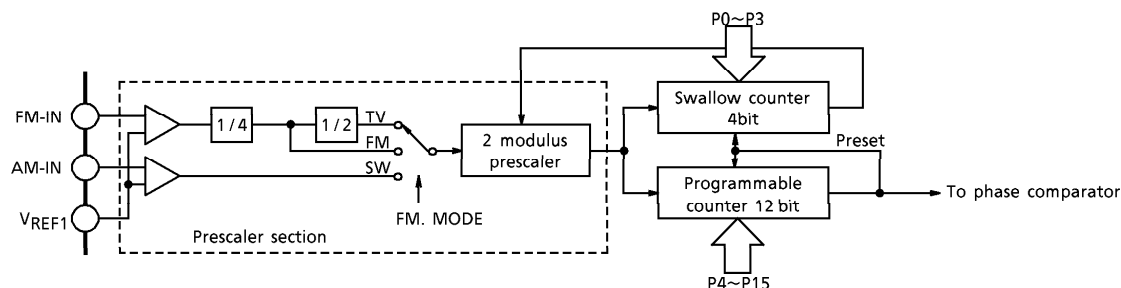 P0~P3
FM-IN
AM-IN
VREF1
1/4
1/2
TV
FM
SW
FM. MODE
Prescaler section
2 modulus
prescaler
Swallow counter
4bit
Preset
Programmable
counter 12 bit
To phase comparator
P4~P15